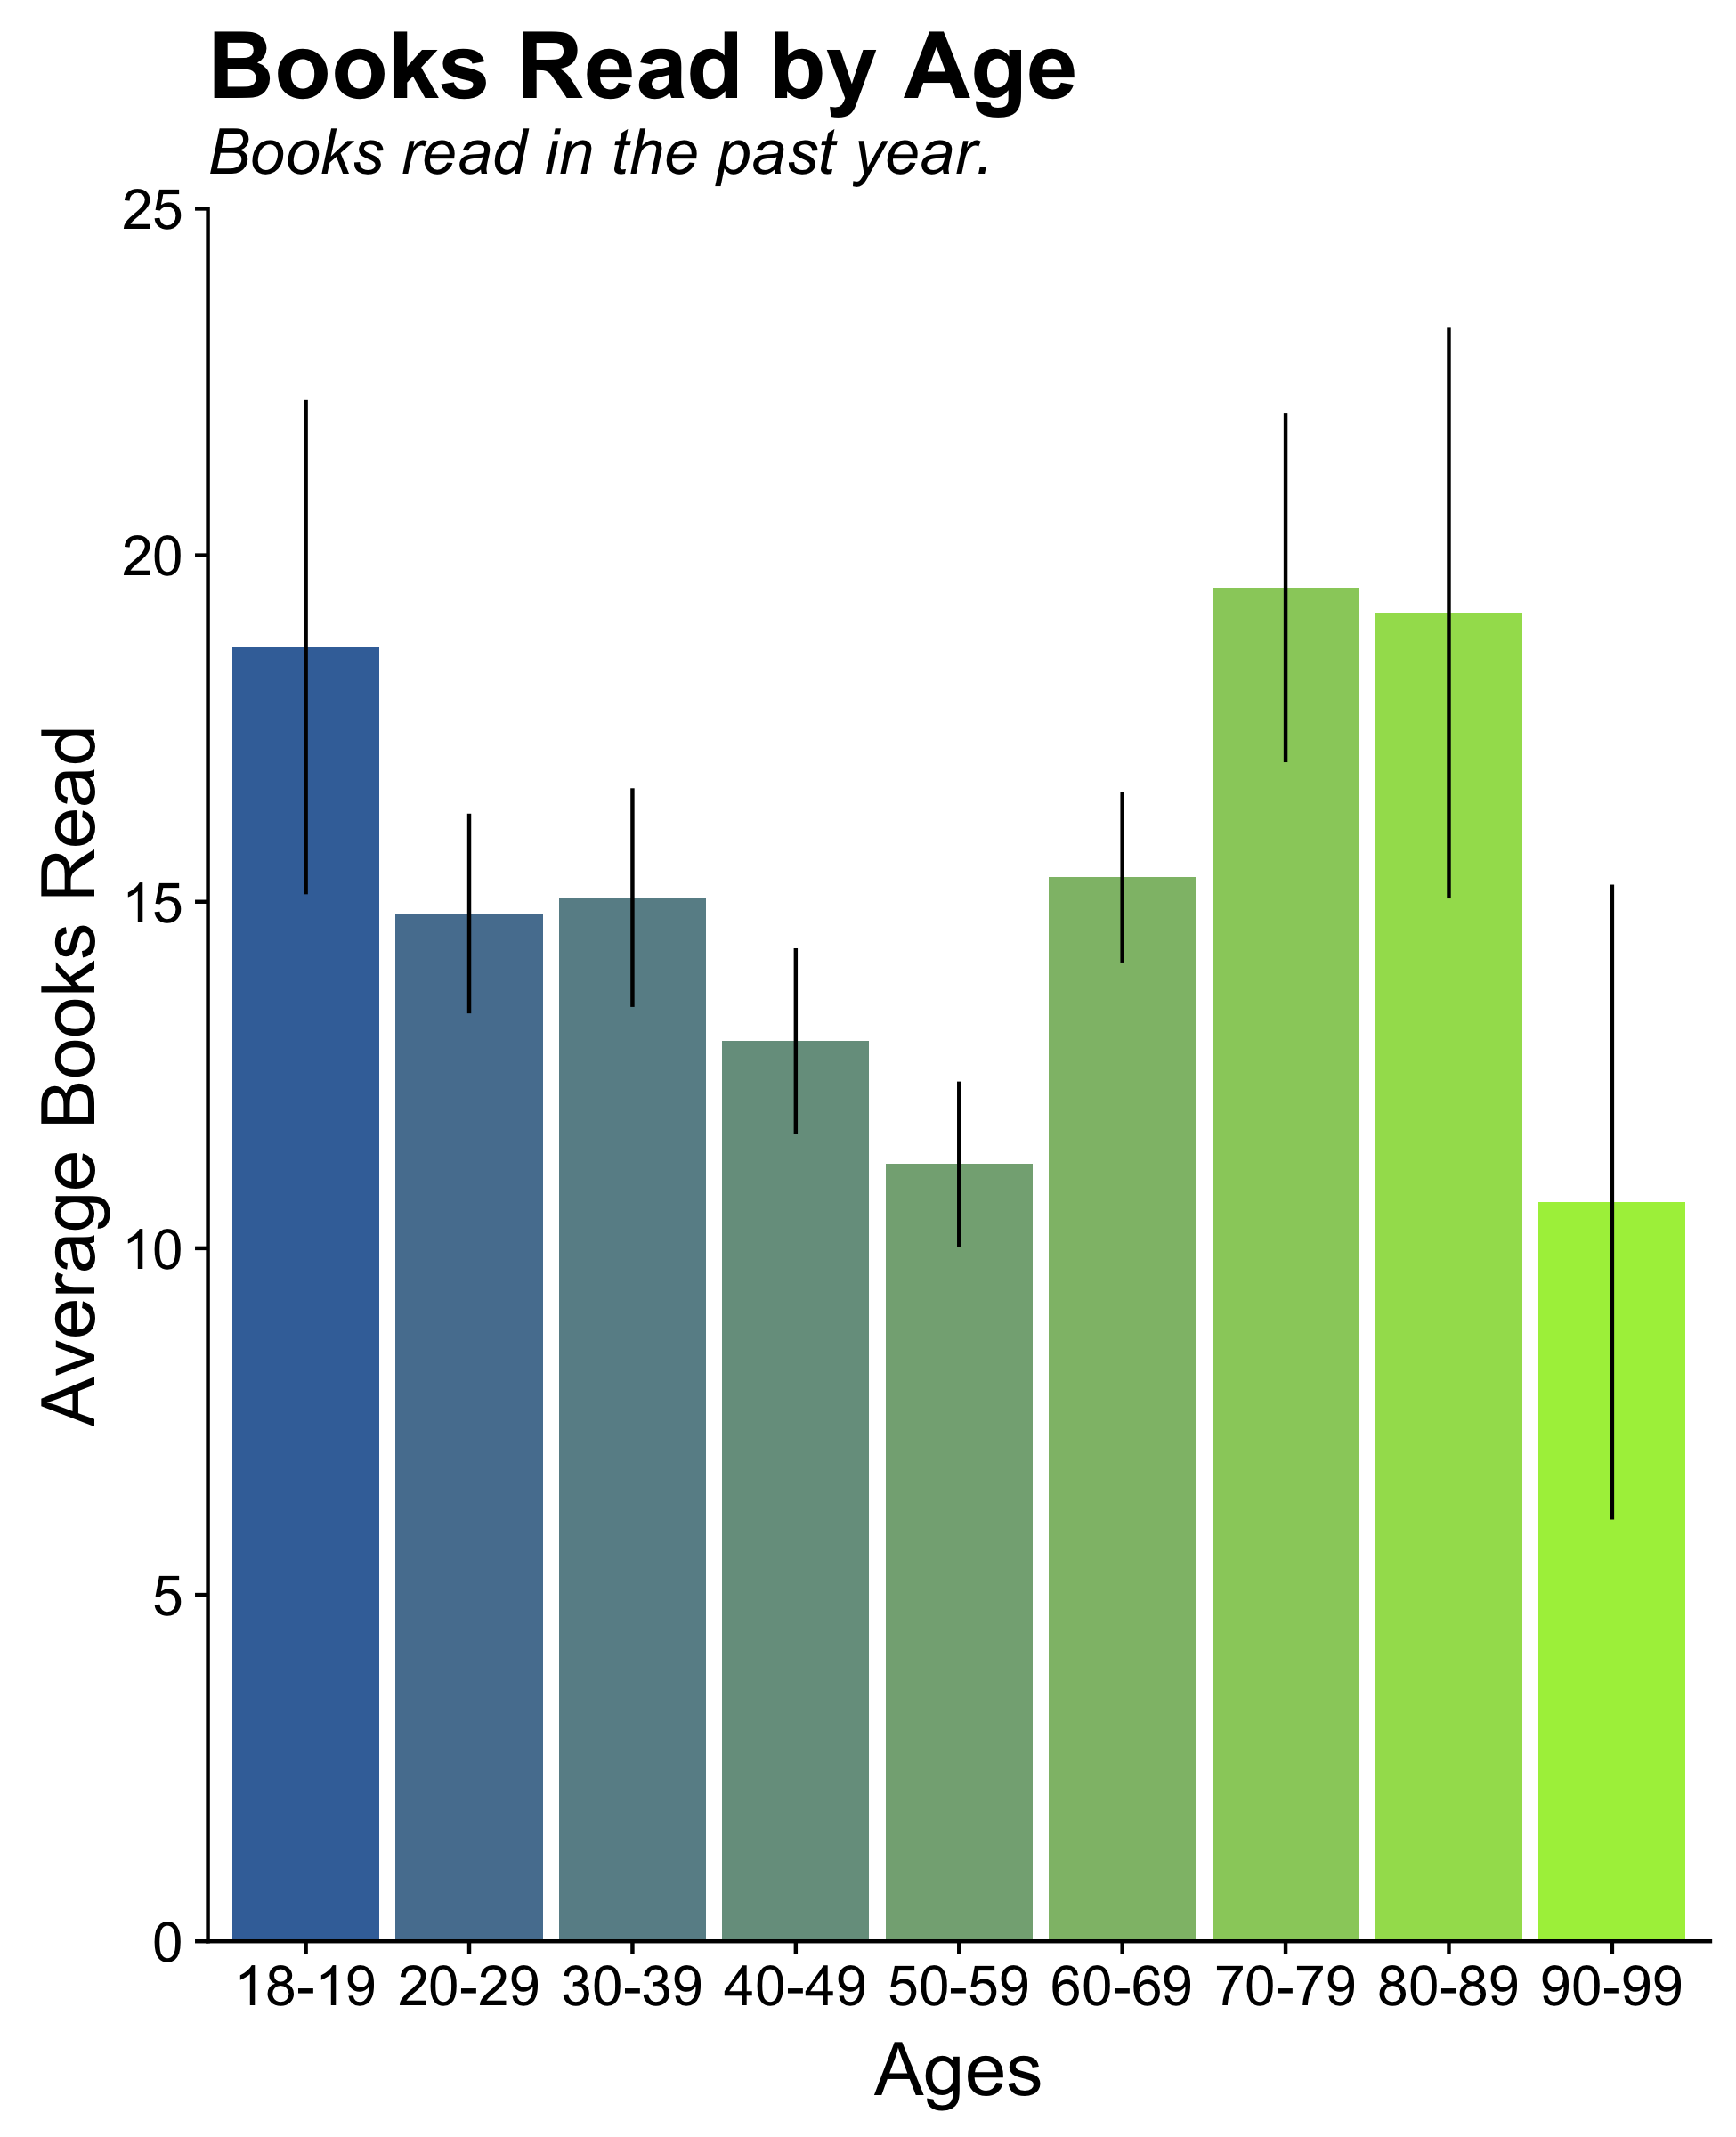 Books Read by Age
Books read in the past year.
25
20
15
10
5
0
Average Books Read
18-19 20-29 30-39 40-49 50-59 60-69 70-79 80-89 90-99
Ages